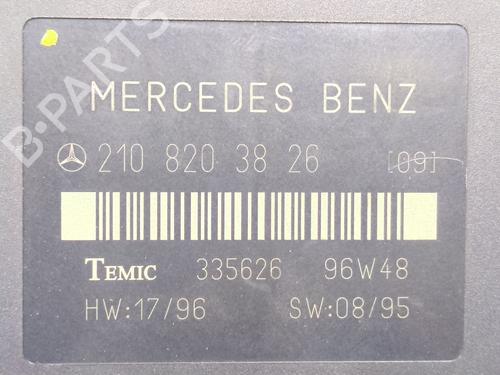 B-PARTS
MERCEDES BENZ
210 820 38 26 [09]
TEMIC 335626 96W48
HW:17/96 SW:08/95